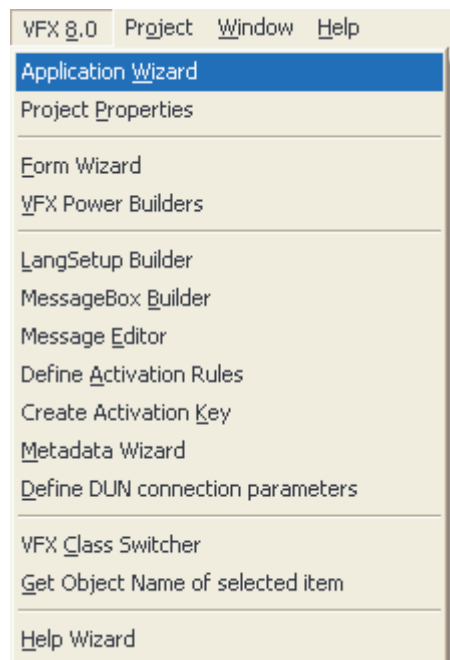 VFX 8.0 Project Window Help
Application Wizard
Project Properties
Form Wizard
VFX Power Builders
LangSetup Builder
MessageBox Builder
Message Editor
Define Activation Rules
Create Activation Key
Metadata Wizard
Define DUN connection parameters
VFX Class Switcher
Get Object Name of selected item
Help Wizard